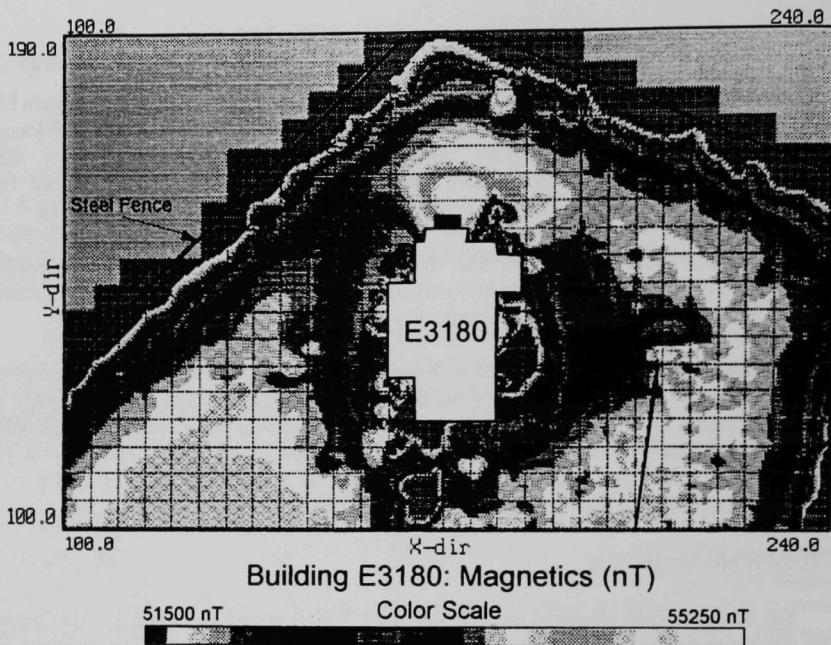 100.0 240.0
190.0
Steel Fence
Y-dir
E3180
100.0
100.0 X-dir 240.0
Building E3180: Magnetics (nT)
51500 nT Color Scale 55250 nT